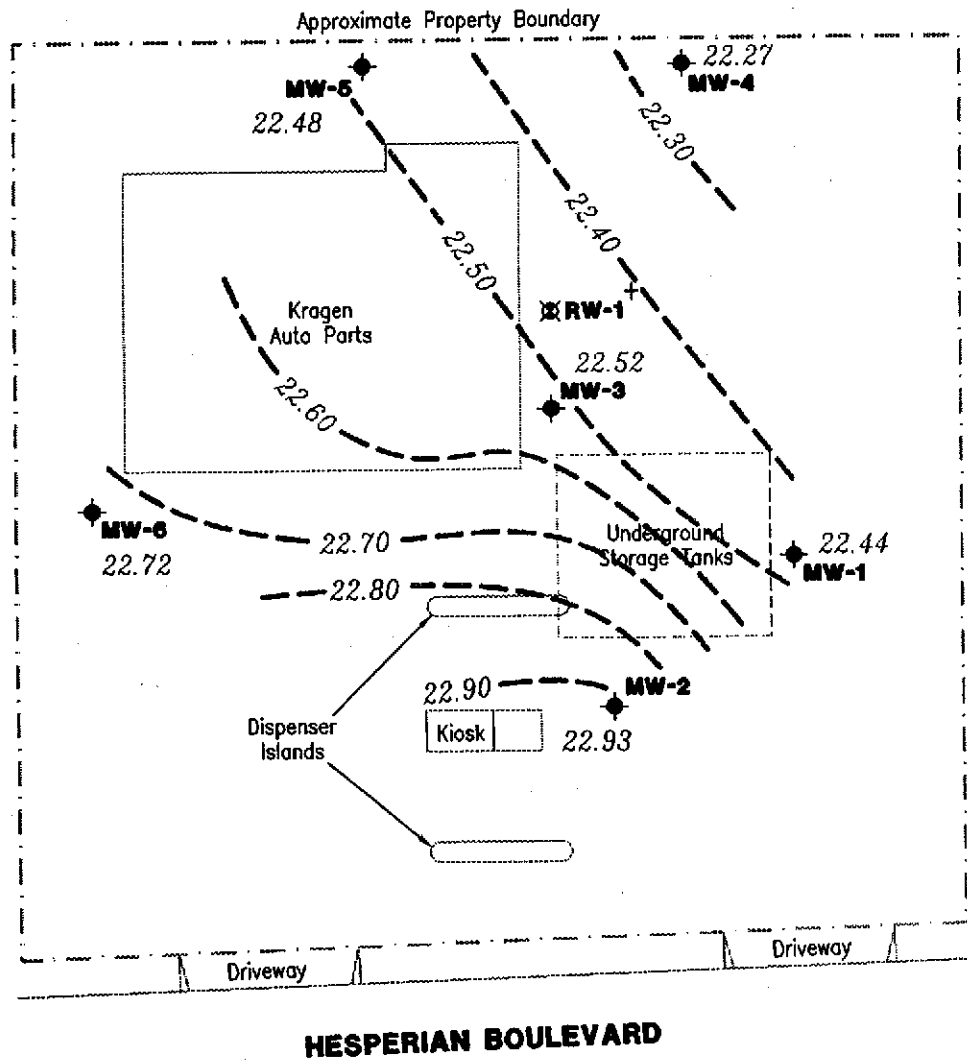 Approximate Property Boundary
MW-5
22.48
22.27
MW-4
22.30
22.40
22.50
Kragen
Auto Parts
RW-1
22.52
MW-3
22.60
MW-6
22.72
22.70
Underground
Storage Tanks
22.44
MW-1
22.80
22.90
MW-2
Dispenser
Islands
Kiosk
22.93
Driveway
Driveway
HESPERIAN BOULEVARD